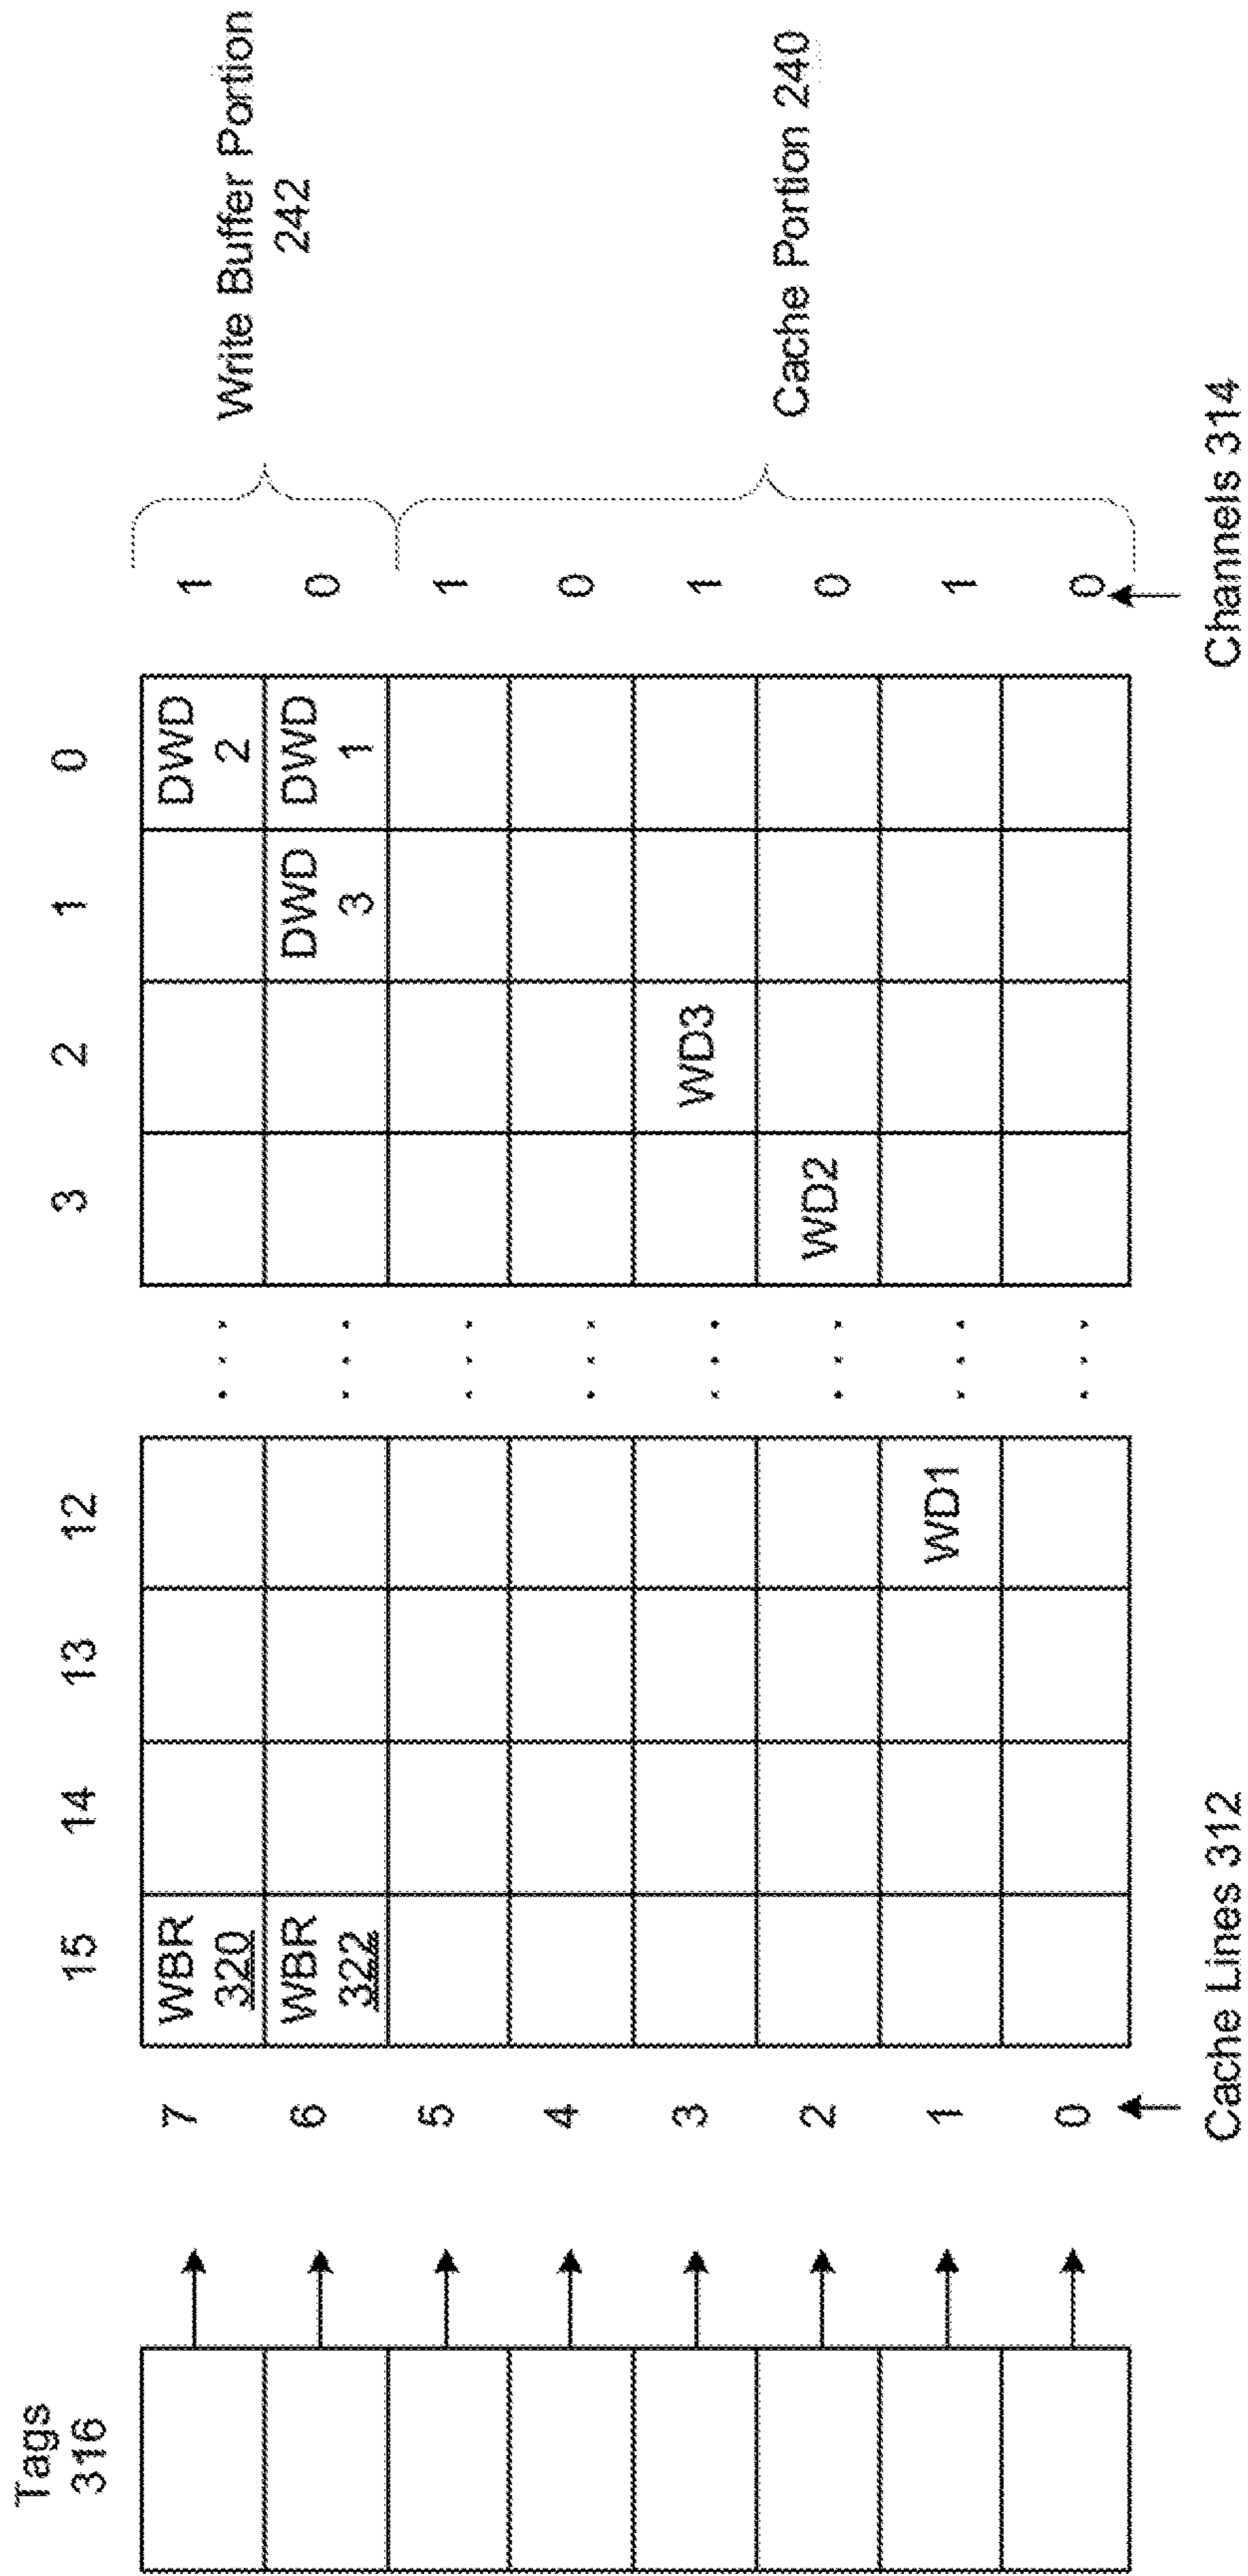 Tags
316
15 14 13 12 3 2 1 0
7 WBR 320 DWD 2 1
6 WBR 322 DWD 3 DWD 1 0
5 1
4 0
3 WD3 1
2 WD2 0
1 WD1 1
0 0
Write Buffer Portion
242
Cache Portion 240
Cache Lines 312
Channels 314